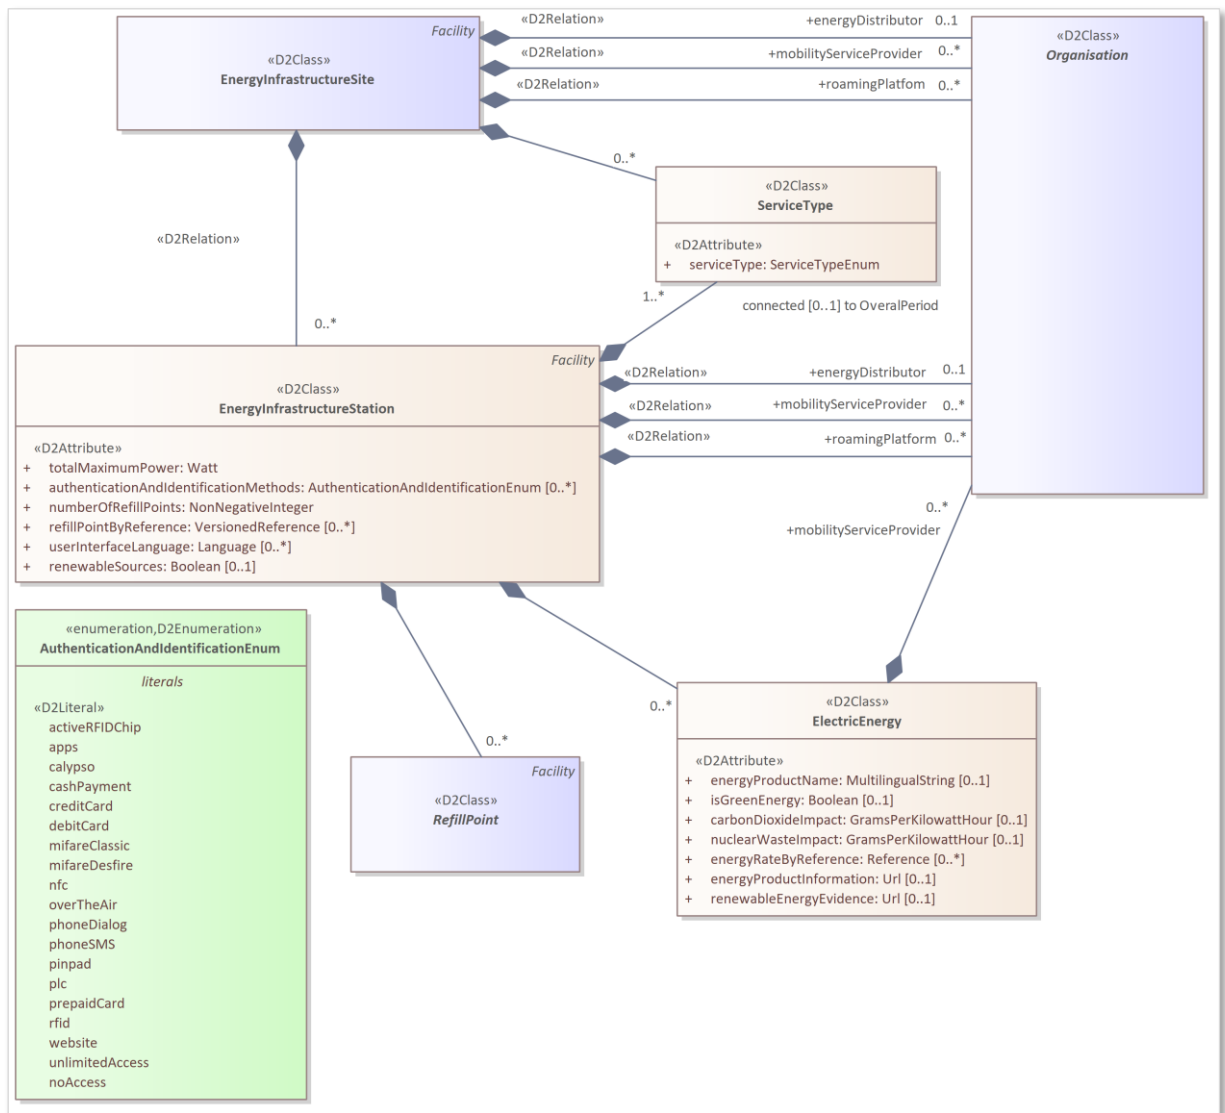 Facility
«D2Class»
EnergyInfrastructureSite
«D2Relation»
+energyDistributor 0..1
«D2Relation»
+mobilityServiceProvider 0..*
«D2Relation»
+roamingPlatfom 0..*
«D2Class»
Organisation
0..*
«D2Class»
ServiceType
«D2Attribute»
+ serviceType: ServiceTypeEnum
«D2Relation»
0..*
1..*
connected [0..1] to OveralPeriod
Facility
«D2Class»
EnergyInfrastructureStation
«D2Attribute»
+ totalMaximumPower: Watt
+ authenticationAndIdentificationMethods: AuthenticationAndIdentificationEnum [0..*]
+ numberOfRefillPoints: NonNegativeInteger
+ refillPointByReference: VersionedReference [0..*]
+ userInterfaceLanguage: Language [0..*]
+ renewableSources: Boolean [0..1]
«D2Relation»
+energyDistributor 0..1
«D2Relation»
+mobilityServiceProvider 0..*
«D2Relation»
+roamingPlatform 0..*
0..*
+mobilityServiceProvider
«enumeration,D2Enumeration»
AuthenticationAndIdentificationEnum
literals
«D2Literal»
activeRFIDChip
apps
calypso
cashPayment
creditCard
debitCard
mifareClassic
mifareDesfire
nfc
overTheAir
phoneDialog
phoneSMS
pinpad
plc
prepaidCard
rfid
website
unlimitedAccess
noAccess
0..*
Facility
«D2Class»
RefillPoint
0..*
«D2Class»
ElectricEnergy
«D2Attribute»
+ energyProductName: MultilingualString [0..1]
+ isGreenEnergy: Boolean [0..1]
+ carbonDioxideImpact: GramsPerKilowattHour [0..1]
+ nuclearWasteImpact: GramsPerKilowattHour [0..1]
+ energyRateByReference: Reference [0..*]
+ energyProductInformation: Url [0..1]
+ renewableEnergyEvidence: Url [0..1]